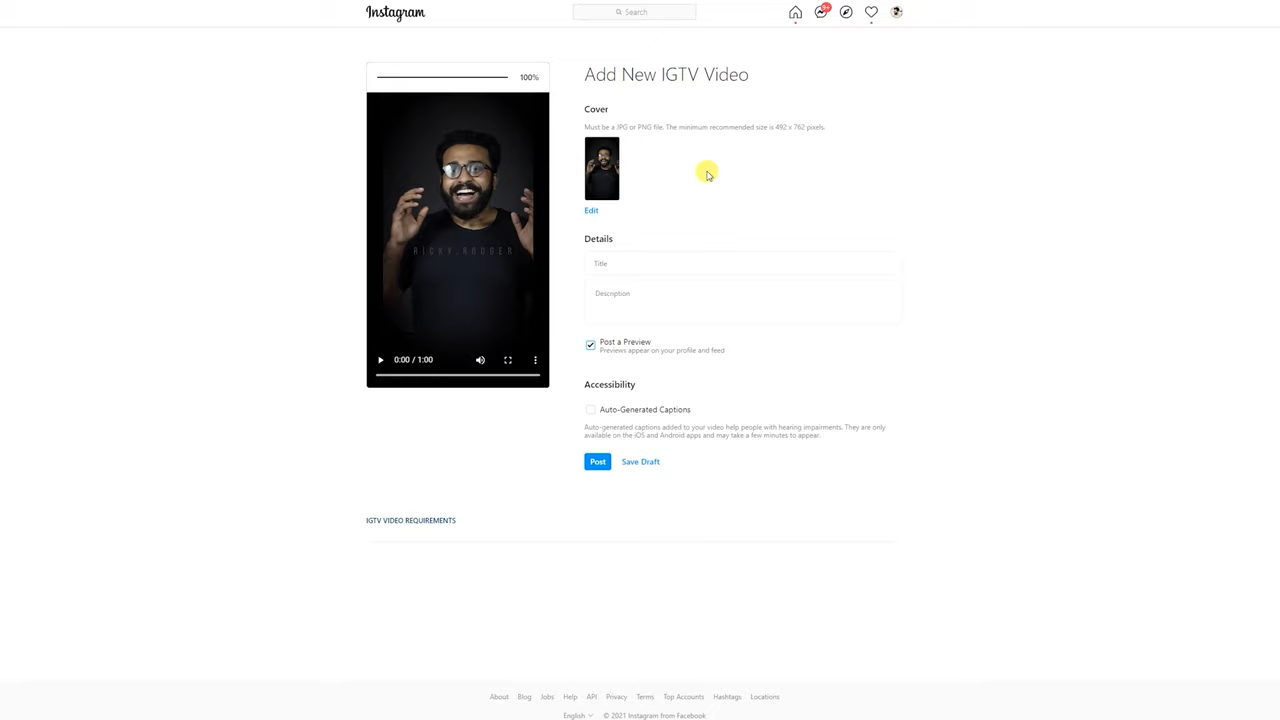 Instagram
Search
9+
100%
Add New IGTV Video
Cover
Must be a JPG or PNG file. The minimum recommended size is 492 x 762 pixels.
Edit
RICKY.RODGER
Details
Title
Description
Post a Preview
Previews appear on your profile and feed
0:00 / 1:00
Accessibility
Auto-Generated Captions
Auto-generated captions added to your video help people with hearing impairments. They are only
available on the iOS and Android apps and may take a few minutes to appear.
Post
Save Draft
IGTV VIDEO REQUIREMENTS
About Blog Jobs Help API Privacy Terms Top Accounts Hashtags Locations
English © 2021 Instagram from Facebook